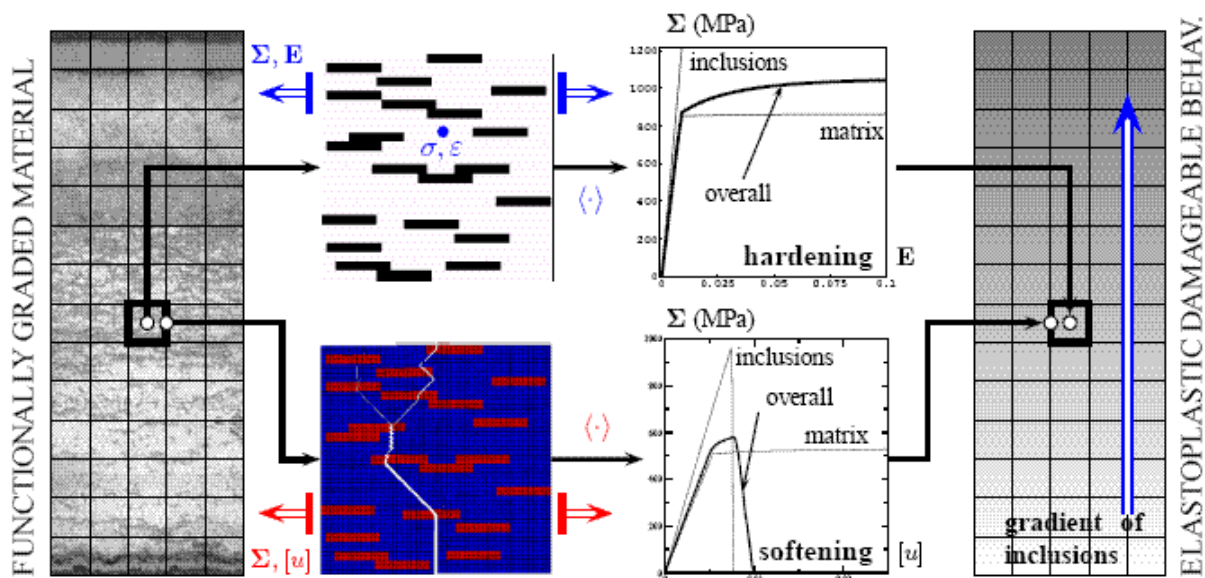 FUNCTIONALLY GRADED MATERIAL
Σ, E
σ, ε
⟨·⟩
Σ (MPa)
1200
1000
800
600
400
200
0
inclusions
matrix
overall
hardening E
0 0.025 0.05 0.075 0.1
Σ, [u]
⟨·⟩
Σ (MPa)
inclusions
overall
matrix
softening [u]
gradient of
inclusions
ELASTOPLASTIC DAMAGEABLE BEHAV.